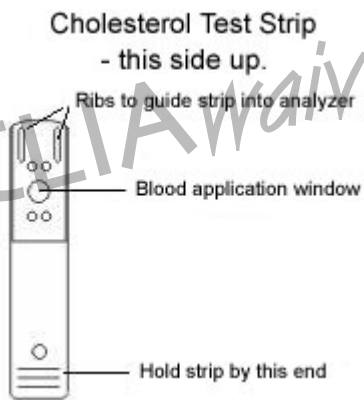 Cholesterol Test Strip
- this side up.
Ribs to guide strip into analyzer
Blood application window
Hold strip by this end